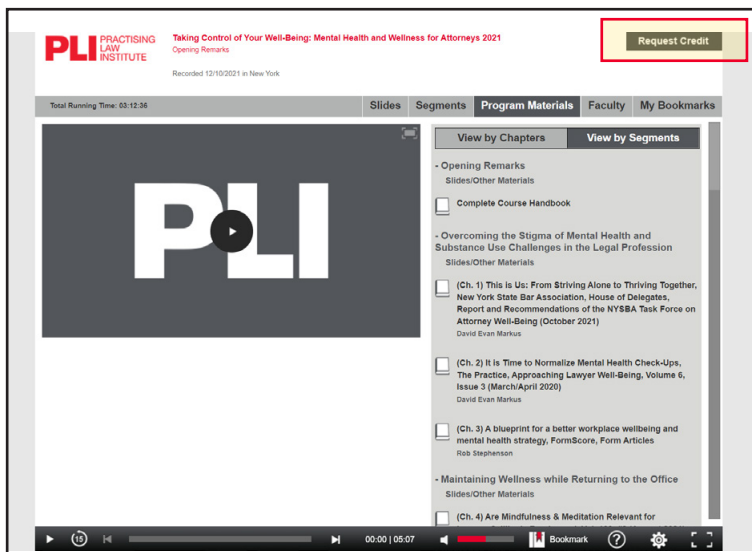 PLI PRACTISING
LAW
INSTITUTE
Taking Control of Your Well-Being: Mental Health and Wellness for Attorneys 2021
Opening Remarks
Recorded 12/10/2021 in New York
Request Credit
Total Running Time: 03:12:36
Slides Segments Program Materials Faculty My Bookmarks
PLI
View by Chapters View by Segments
- Opening Remarks
Slides/Other Materials
Complete Course Handbook
- Overcoming the Stigma of Mental Health and
Substance Use Challenges in the Legal Profession
Slides/Other Materials
(Ch. 1) This is Us: From Striving Alone to Thriving Together,
New York State Bar Association, House of Delegates,
Report and Recommendations of the NYSBA Task Force on
Attorney Well-Being (October 2021)
David Evan Markus
(Ch. 2) It is Time to Normalize Mental Health Check-Ups,
The Practice, Approaching Lawyer Well-Being, Volume 6,
Issue 3 (March/April 2020)
David Evan Markus
(Ch. 3) A blueprint for a better workplace wellbeing and
mental health strategy, FormScore, Form Articles
Rob Stephenson
- Maintaining Wellness while Returning to the Office
Slides/Other Materials
(Ch. 4) Are Mindfulness & Meditation Relevant for
15 00:00 | 05:07 Bookmark ?